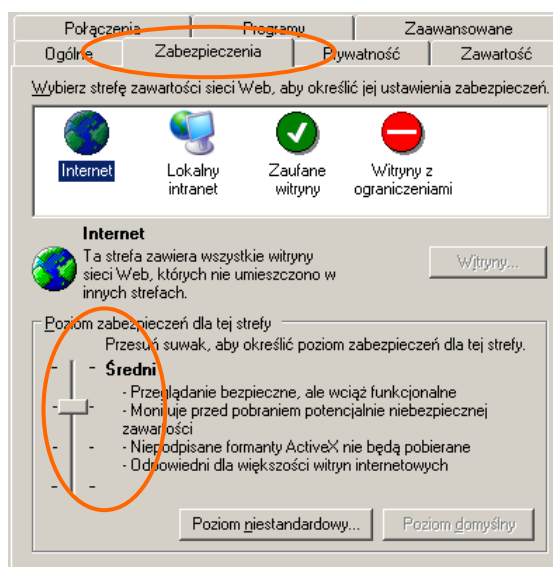 Połączenia Programy Zaawansowane
Ogólne Zabezpieczenia Prywatność Zawartość
Wybierz strefę zawartości sieci Web, aby określić jej ustawienia zabezpieczeń.
Internet Lokalny intranet Zaufane witryny Witryny z ograniczeniami
Internet
Ta strefa zawiera wszystkie witryny
sieci Web, których nie umieszczono w
innych strefach.
Witryny...
Poziom zabezpieczeń dla tej strefy
Przesuń suwak, aby określić poziom zabezpieczeń dla tej strefy.
Średni
- Przeglądanie bezpieczne, ale wciąż funkcjonalne
- Monituje przed pobraniem potencjalnie niebezpiecznej
zawartości
- Niepodpisane formanty ActiveX nie będą pobierane
- Odpowiedni dla większości witryn internetowych
Poziom niestandardowy... Poziom domyślny